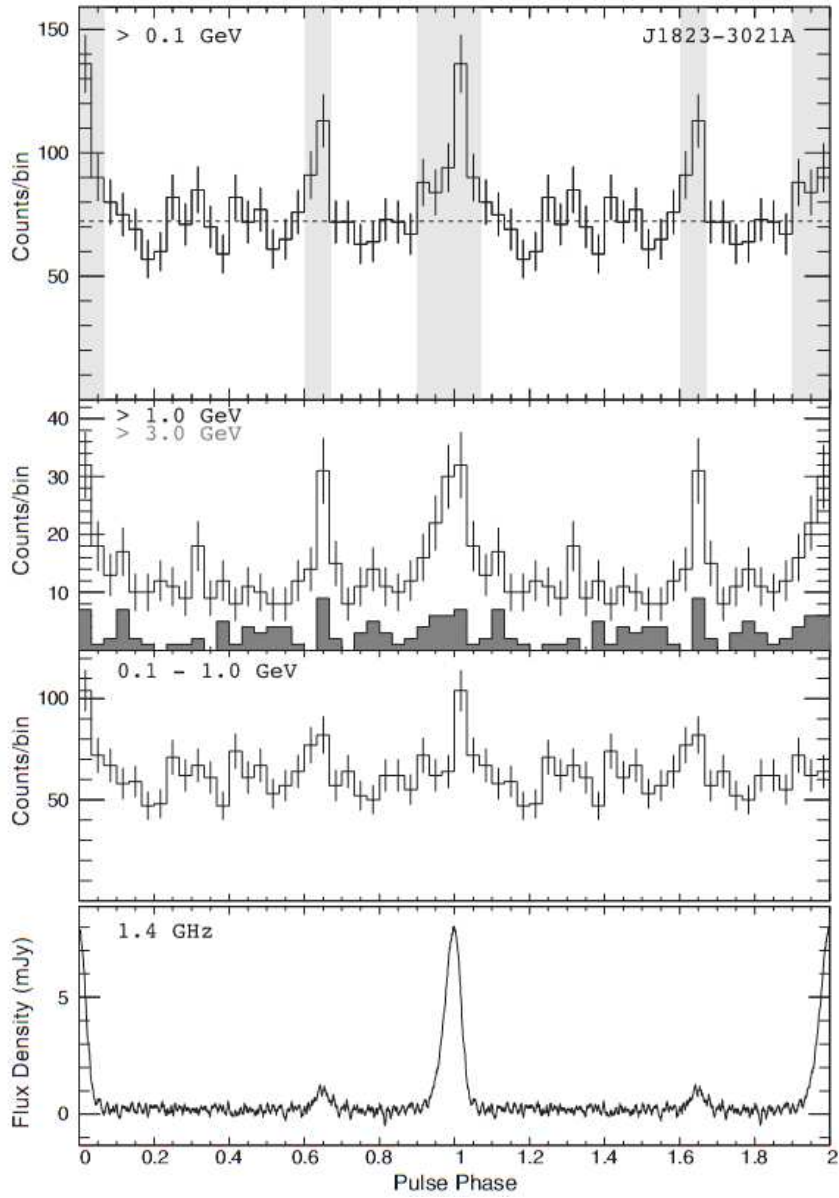 > 0.1 GeV
J1823-3021A
150
100
50
Counts/bin
> 1.0 GeV
> 3.0 GeV
40
30
20
10
Counts/bin
0.1 - 1.0 GeV
100
50
Counts/bin
1.4 GHz
5
0
Flux Density (mJy)
0 0.2 0.4 0.6 0.8 1 1.2 1.4 1.6 1.8 2
Pulse Phase